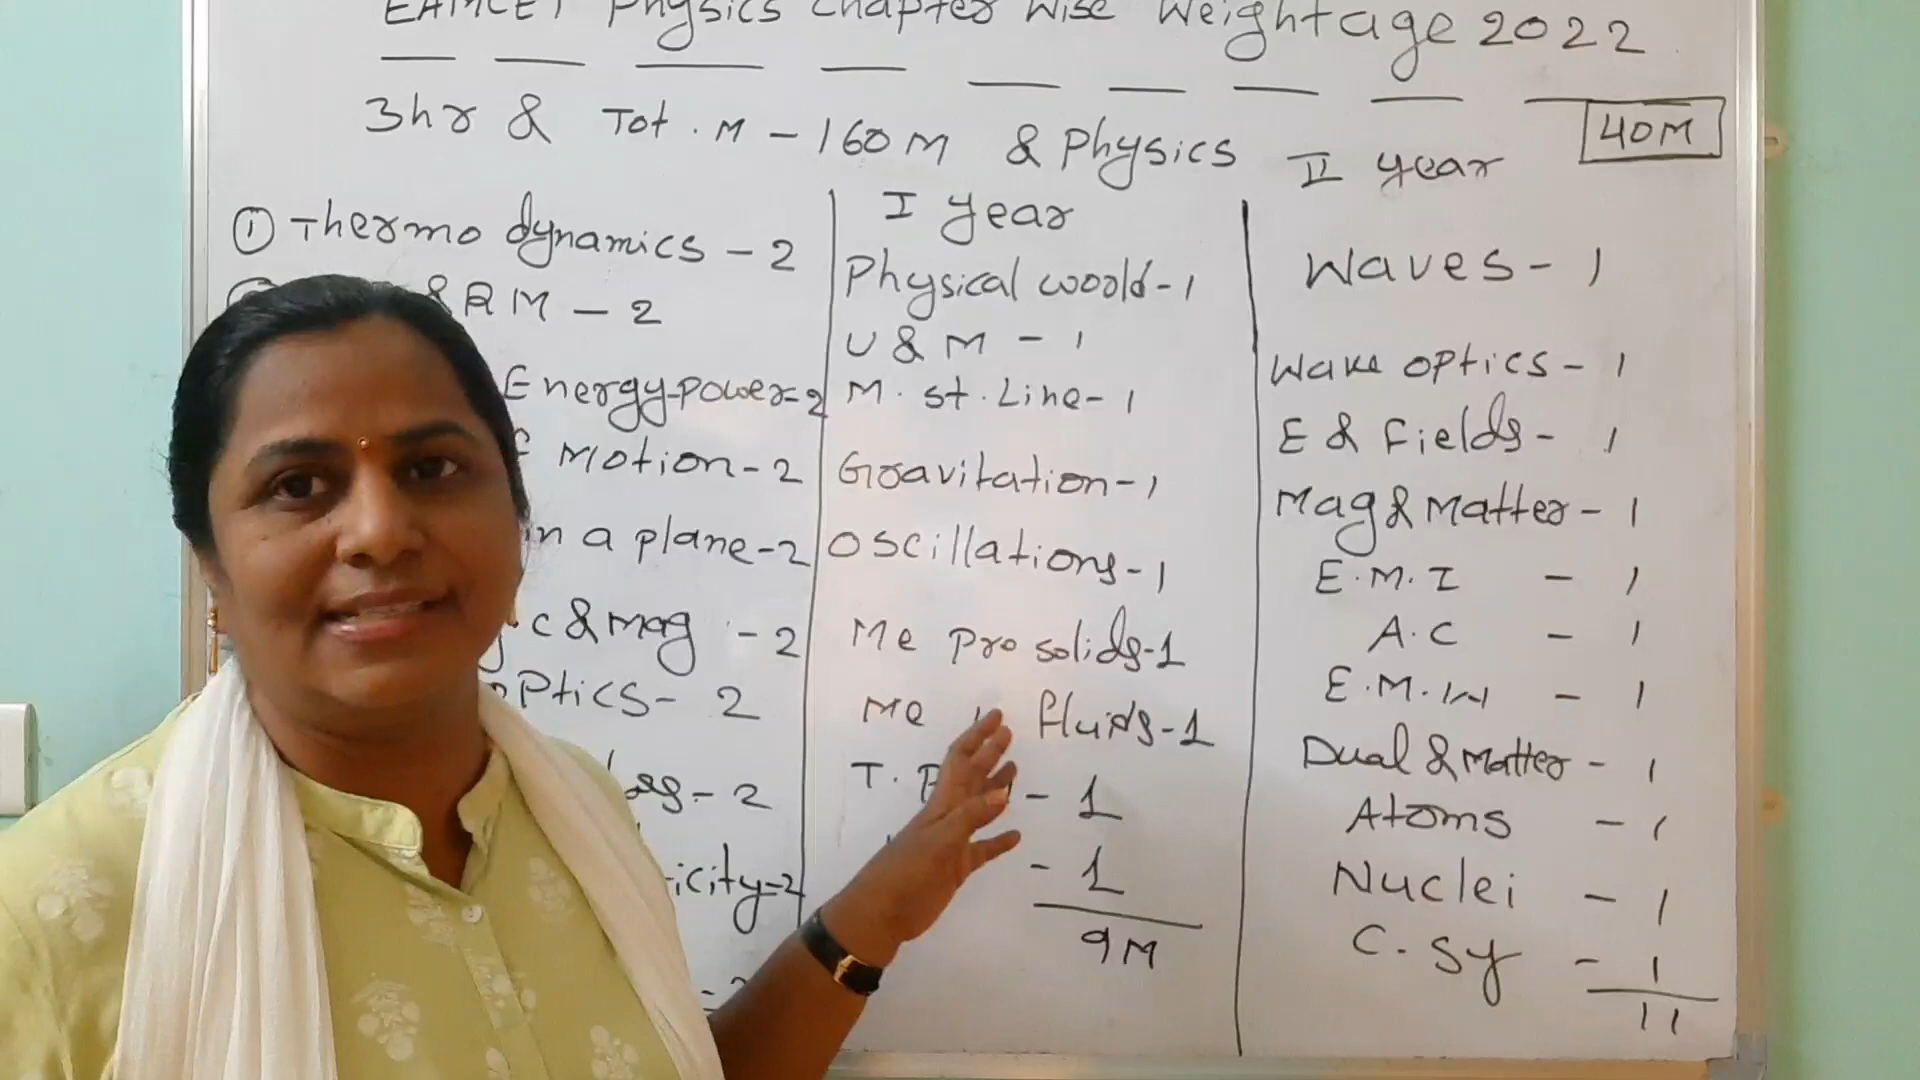 EAMCET Physics Chapter Wise Weightage 2022
3hr & Tot. M - 160 M & Physics 40M
① Thermo dynamics - 2
& R M - 2
Energy-power=2
Motion - 2
in a plane - 2
c & mag - 2
optics - 2
- 2
icity=2
I year
Physical world - 1
U & M - 1
M. st. Line - 1
Gravitation - 1
Oscillations - 1
Me pro solids - 1
Me fluids - 1
T. - 1
- 1
9 M
II year
Waves - 1
Wave optics - 1
E & Fields - 1
Mag & Matter - 1
E.M.I - 1
A.C - 1
E.M.W - 1
Dual & Matter - 1
Atoms - 1
Nuclei - 1
C. Sy - 1
11